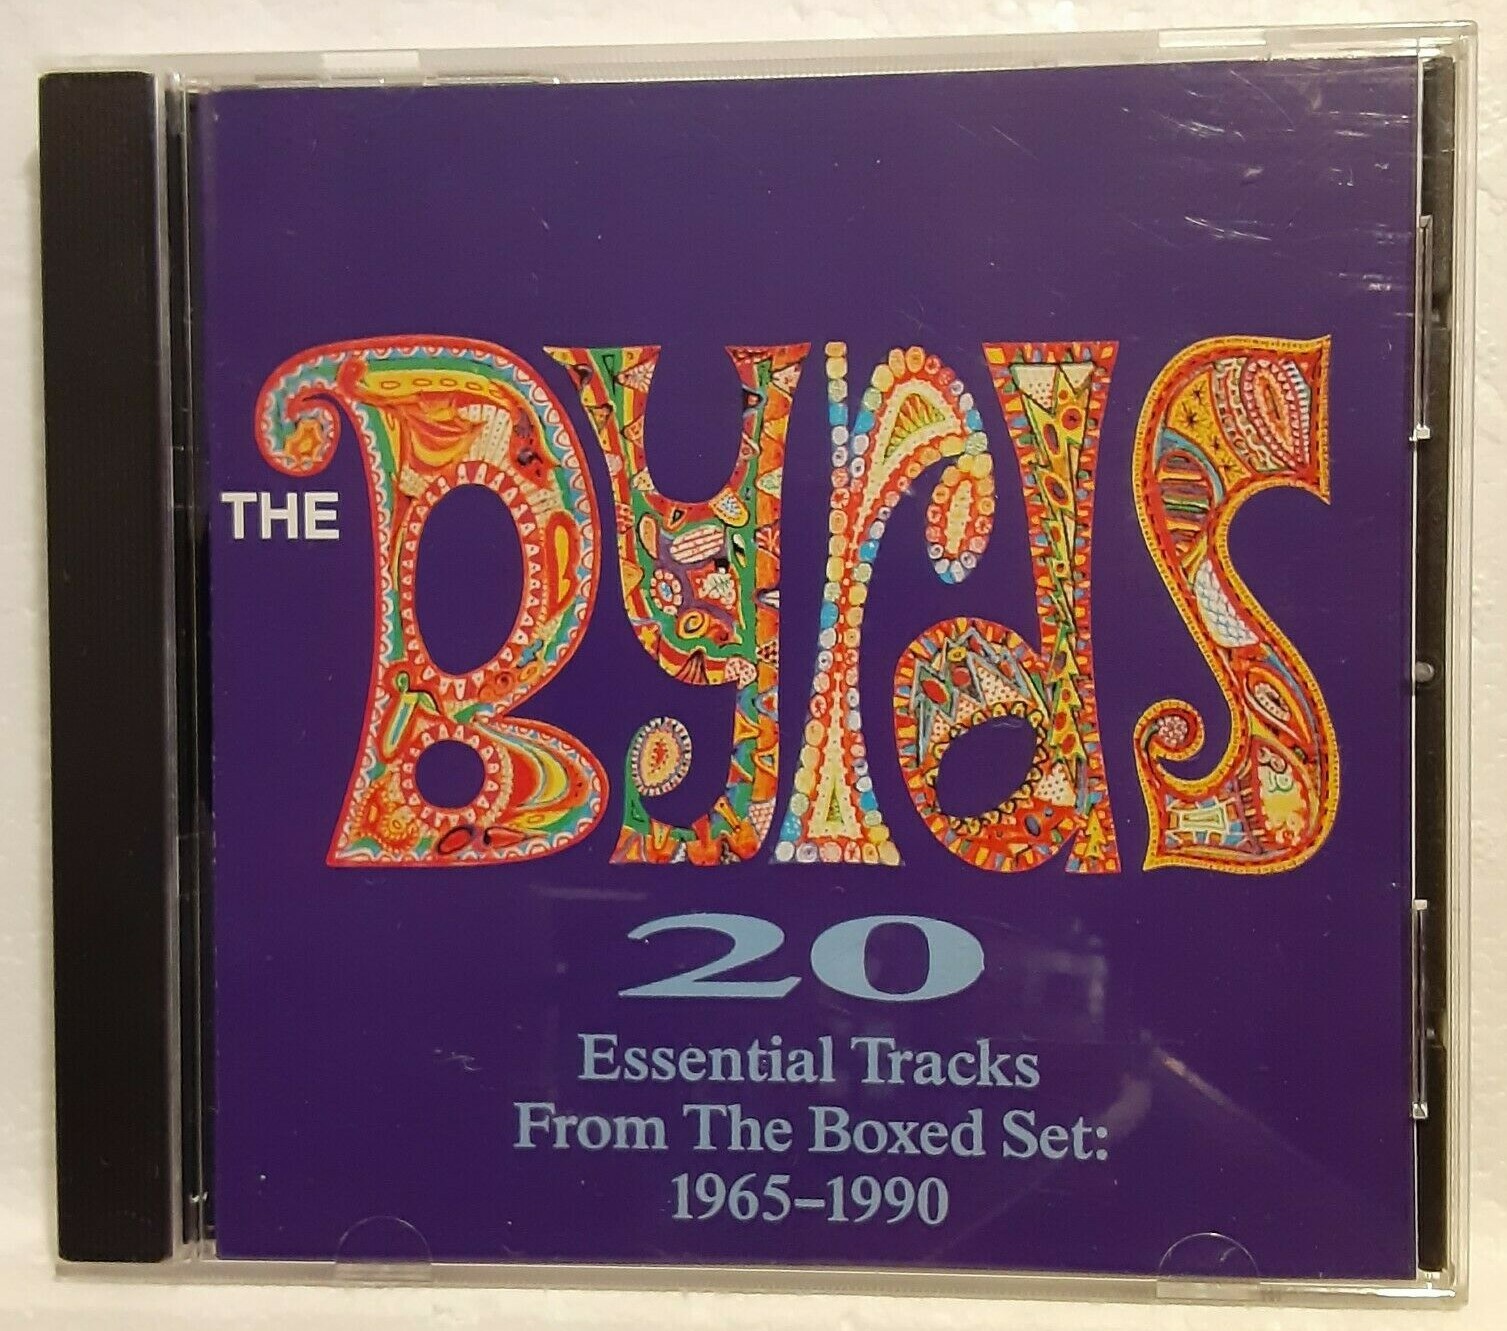 THE Byrds
20
Essential Tracks
From The Boxed Set:
1965–1990